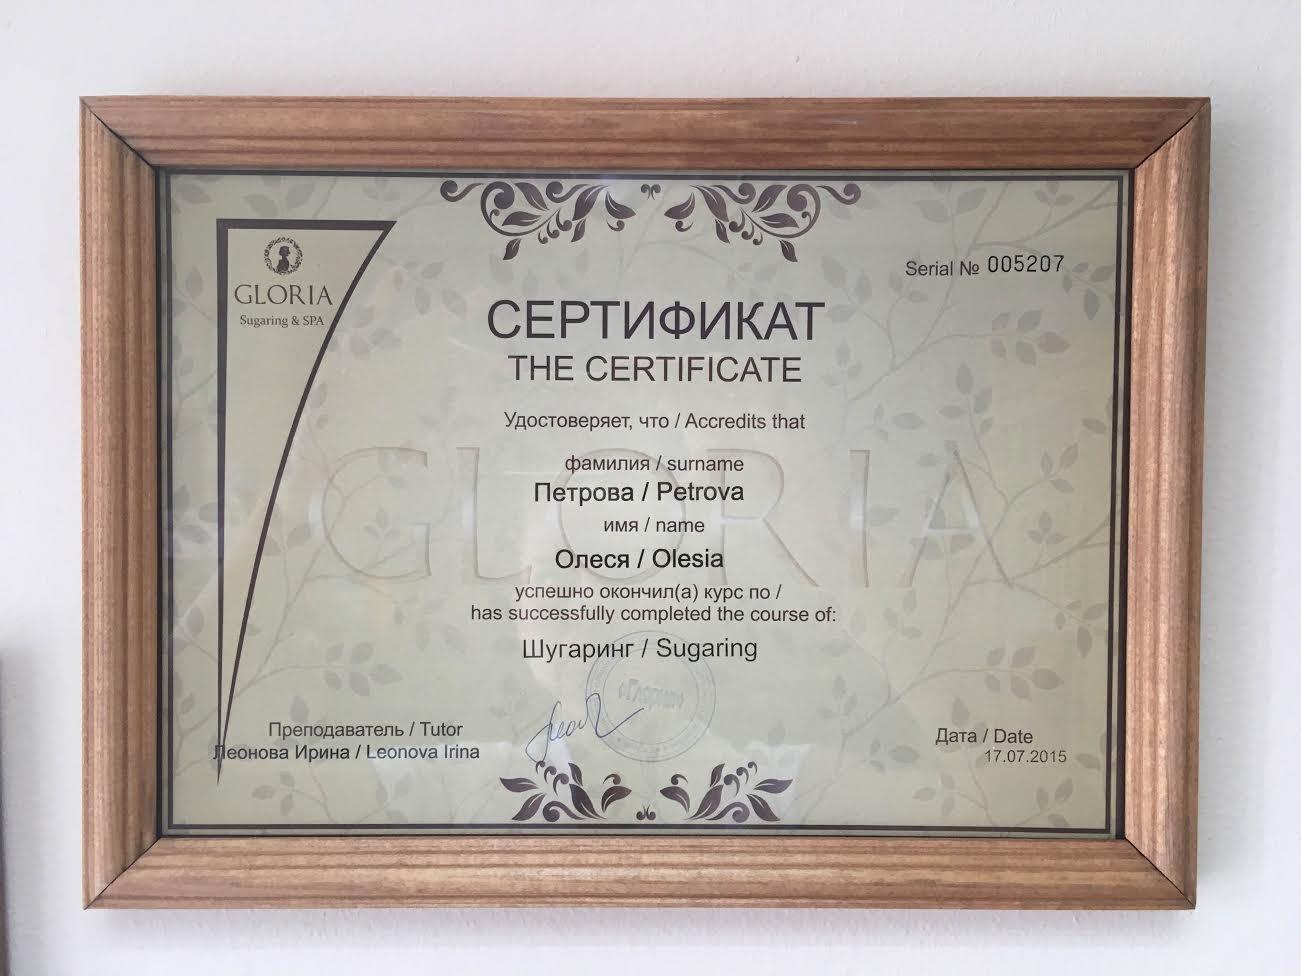 GLORIA
Sugaring & SPA
Serial № 005207
СЕРТИФИКАТ
THE CERTIFICATE
Удостоверяет, что / Accredits that
GLORIA
фамилия / surname
Петрова / Petrova
имя / name
Олеся / Olesia
успешно окончил(а) курс по /
has successfully completed the course of:
Шугаринг / Sugaring
«Глория»
Преподаватель / Tutor
Леонова Ирина / Leonova Irina
Дата / Date
17.07.2015